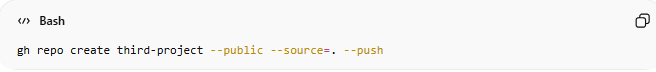 </> Bash
gh repo create third-project --public --source=. --push